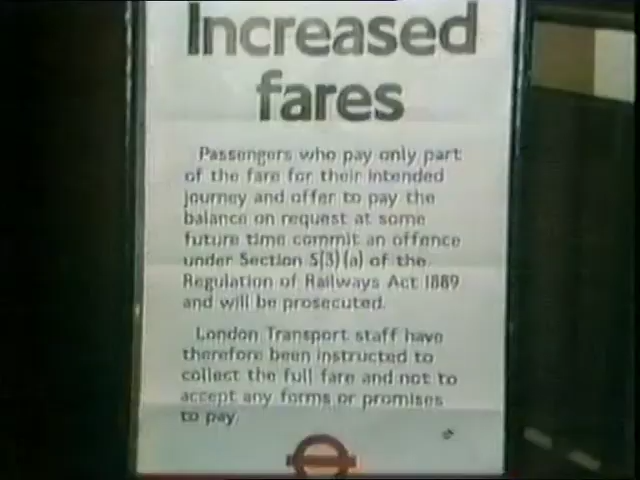 Increased
fares
Passengers who pay only part
of the fare for their intended
journey and offer to pay the
balance on request at some
future time commit an offence
under Section 5(3)(a) of the
Regulation of Railways Act 1889
and will be prosecuted.
London Transport staff have
therefore been instructed to
collect the full fare and not to
accept any forms or promises
to pay.